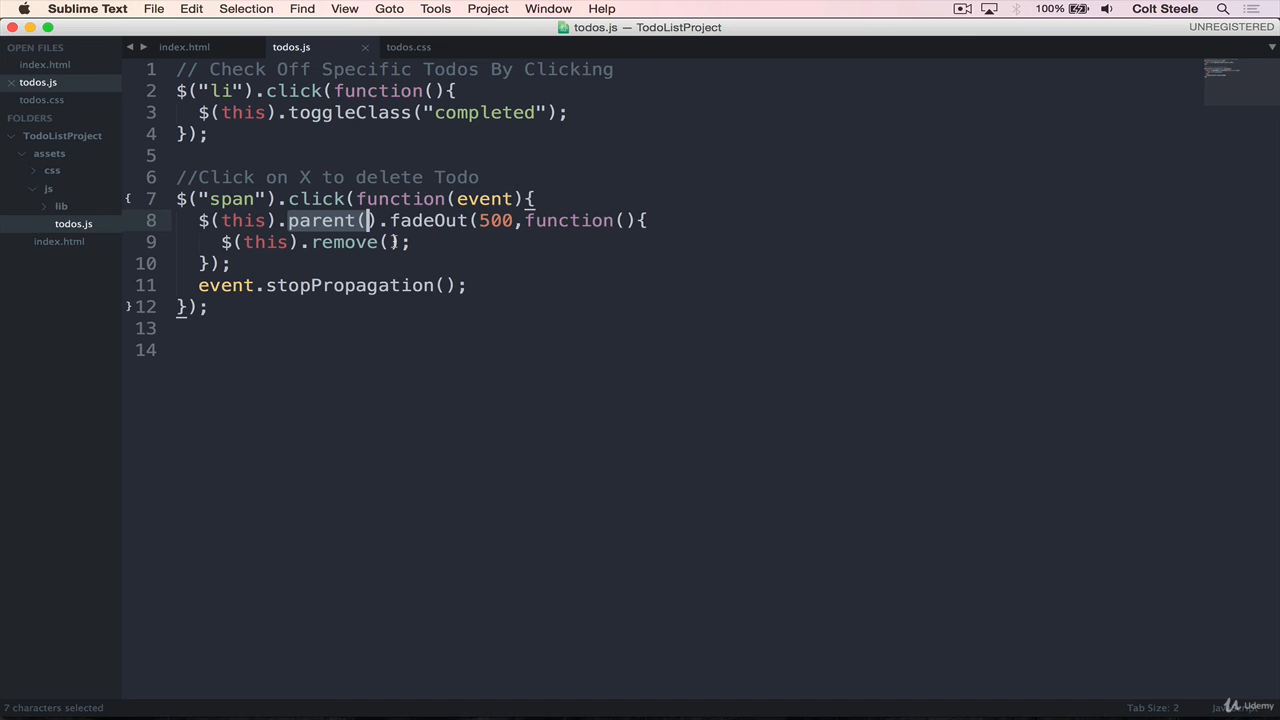 Sublime Text File Edit Selection Find View Goto Tools Project Window Help 100% Colt Steele
todos.js — TodoListProject UNREGISTERED
OPEN FILES
index.html
todos.js
todos.css
FOLDERS
TodoListProject
assets
css
js
lib
todos.js
index.html
index.html todos.js todos.css
1 // Check Off Specific Todos By Clicking
2 $("li").click(function(){
3 $(this).toggleClass("completed");
4 });
5
6 //Click on X to delete Todo
7 $("span").click(function(event){
8 $(this).parent().fadeOut(500,function(){
9 $(this).remove();
10 });
11 event.stopPropagation();
12 });
13
14
7 characters selected Tab Size: 2
Udemy